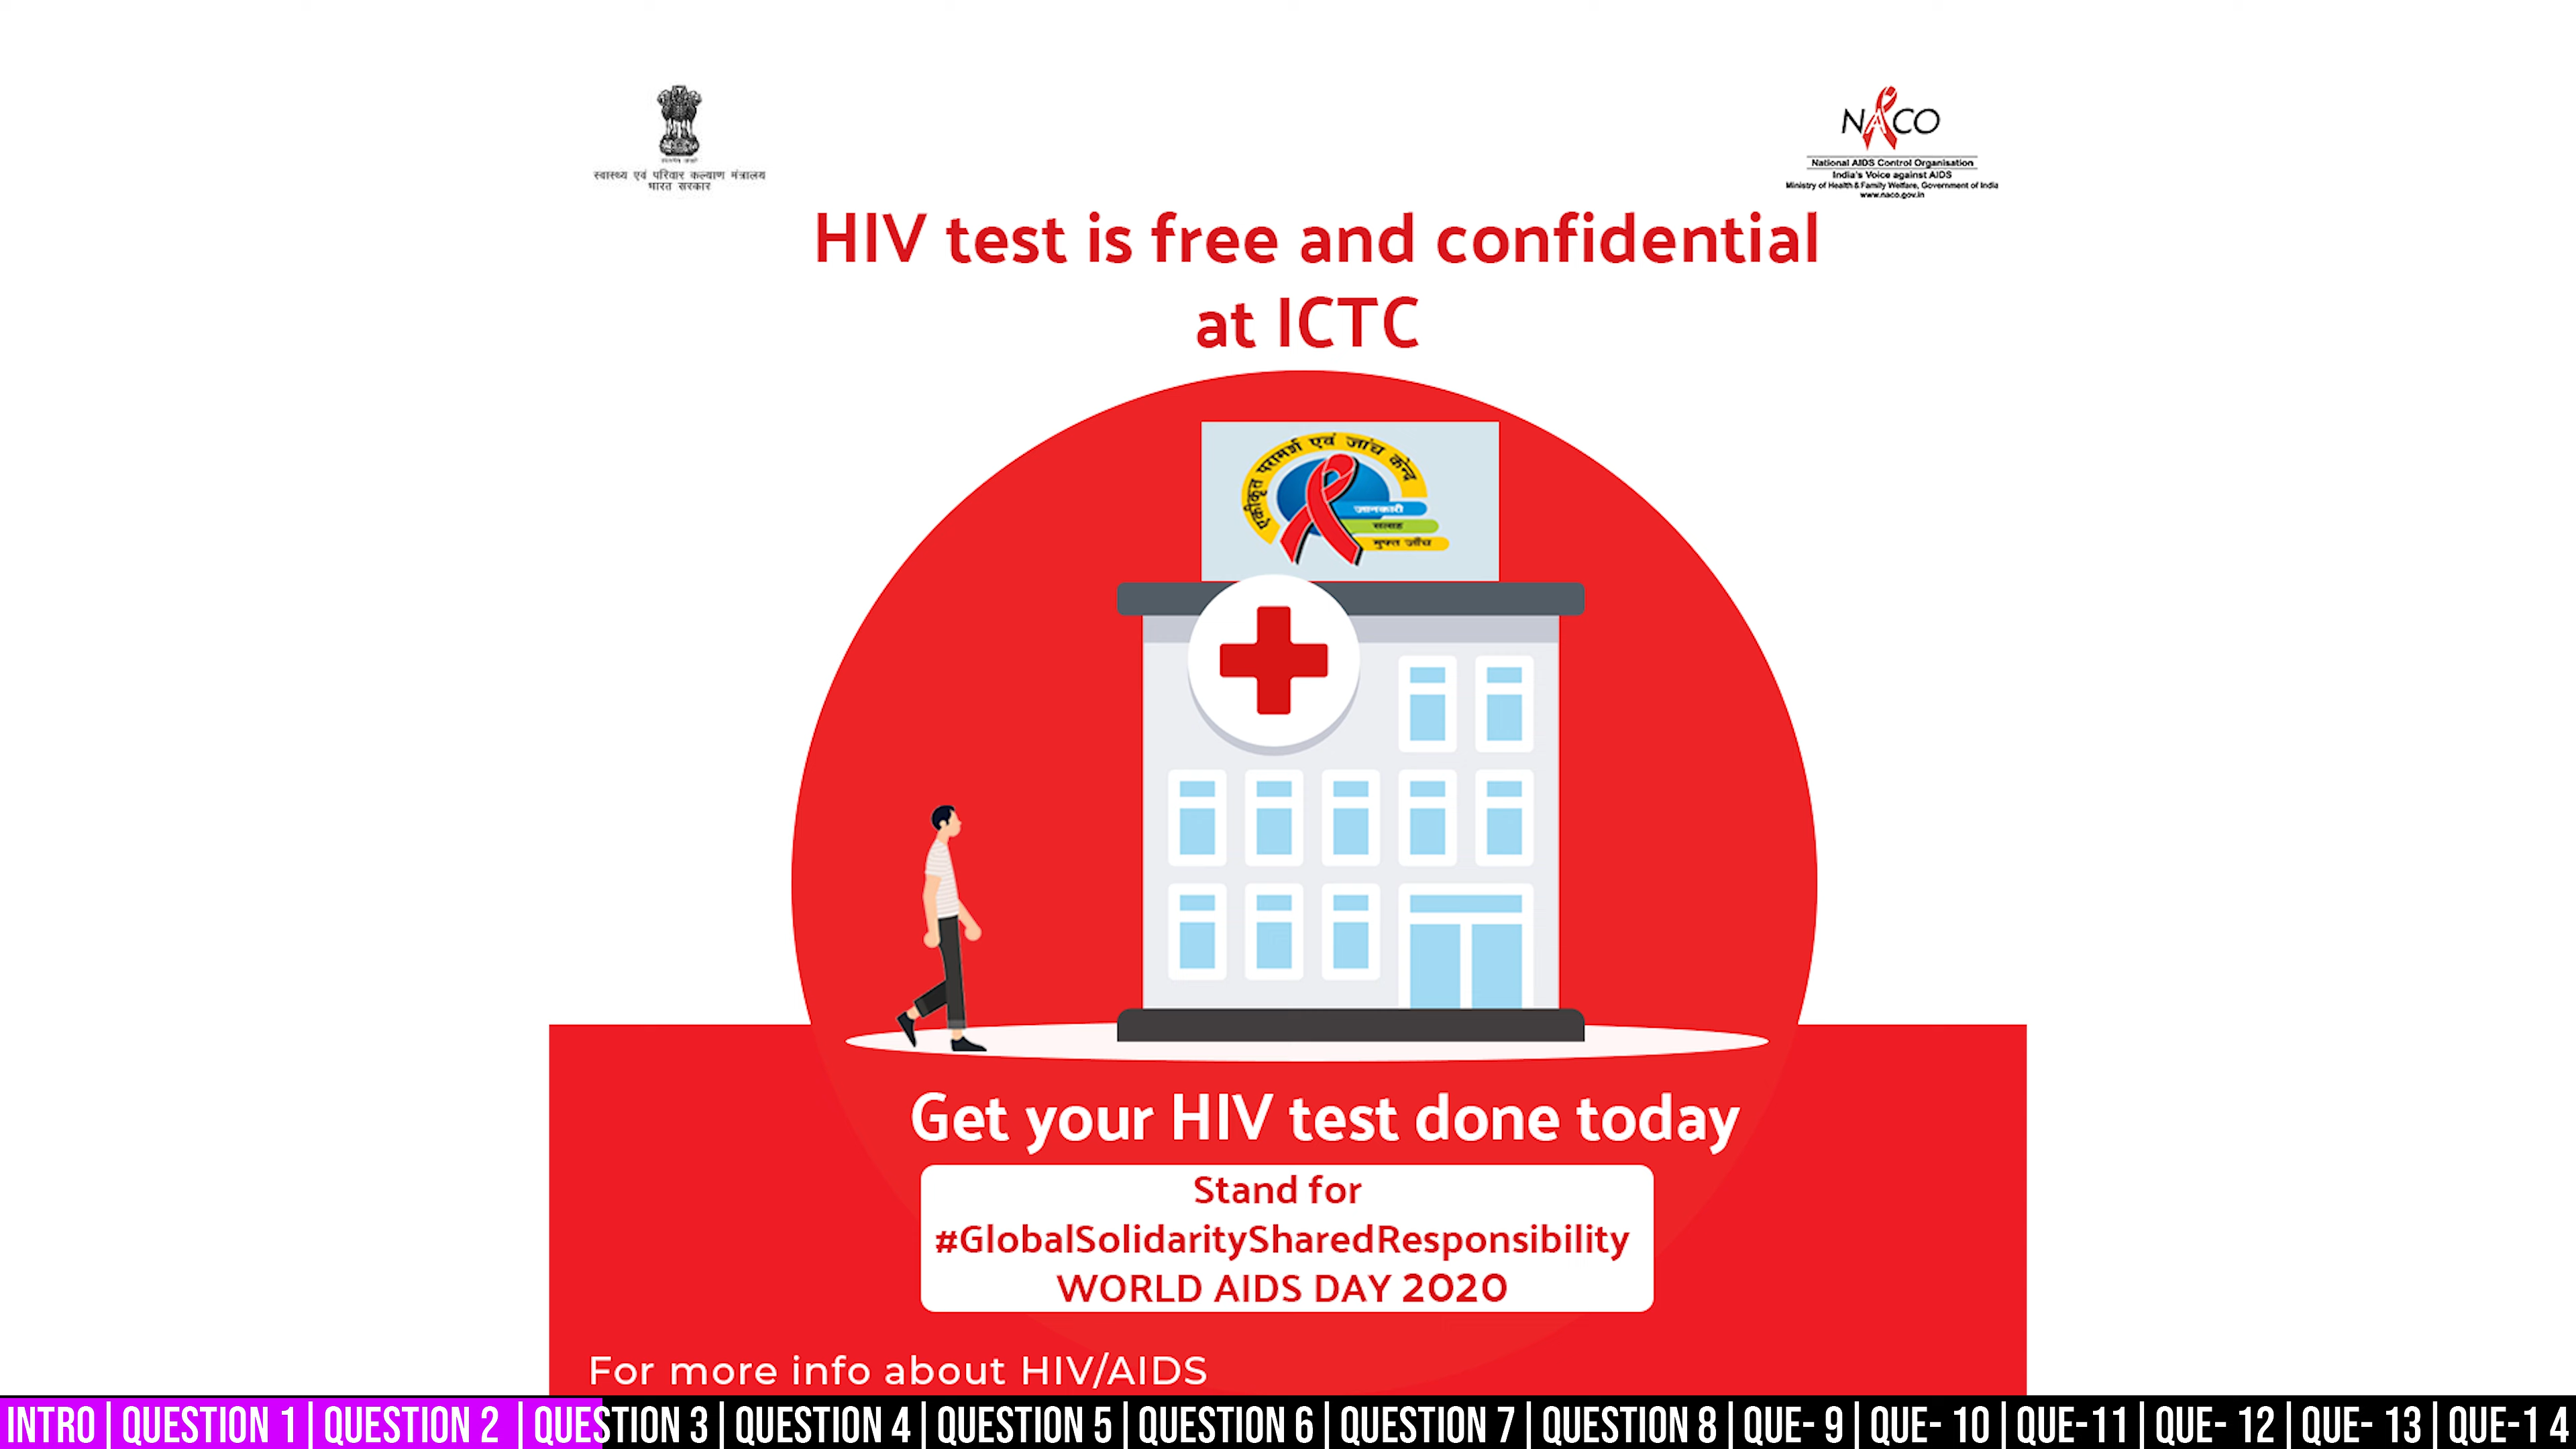 स्वास्थ्य एवं परिवार कल्याण मंत्रालय
भारत सरकार
NACO
National AIDS Control Organisation
India's Voice against AIDS
Ministry of Health & Family Welfare, Government of India
www.naco.gov.in
HIV test is free and confidential
at ICTC
एकीकृत परामर्श एवं जांच केन्द्र
जानकारी
सलाह
मुफ्त जाँच
Get your HIV test done today
Stand for
#GlobalSolidaritySharedResponsibility
WORLD AIDS DAY 2020
For more info about HIV/AIDS
INTRO | QUESTION 1 | QUESTION 2 | QUESTION 3 | QUESTION 4 | QUESTION 5 | QUESTION 6 | QUESTION 7 | QUESTION 8 | QUE- 9 | QUE- 10 | QUE-11 | QUE- 12 | QUE- 13 | QUE-1 4